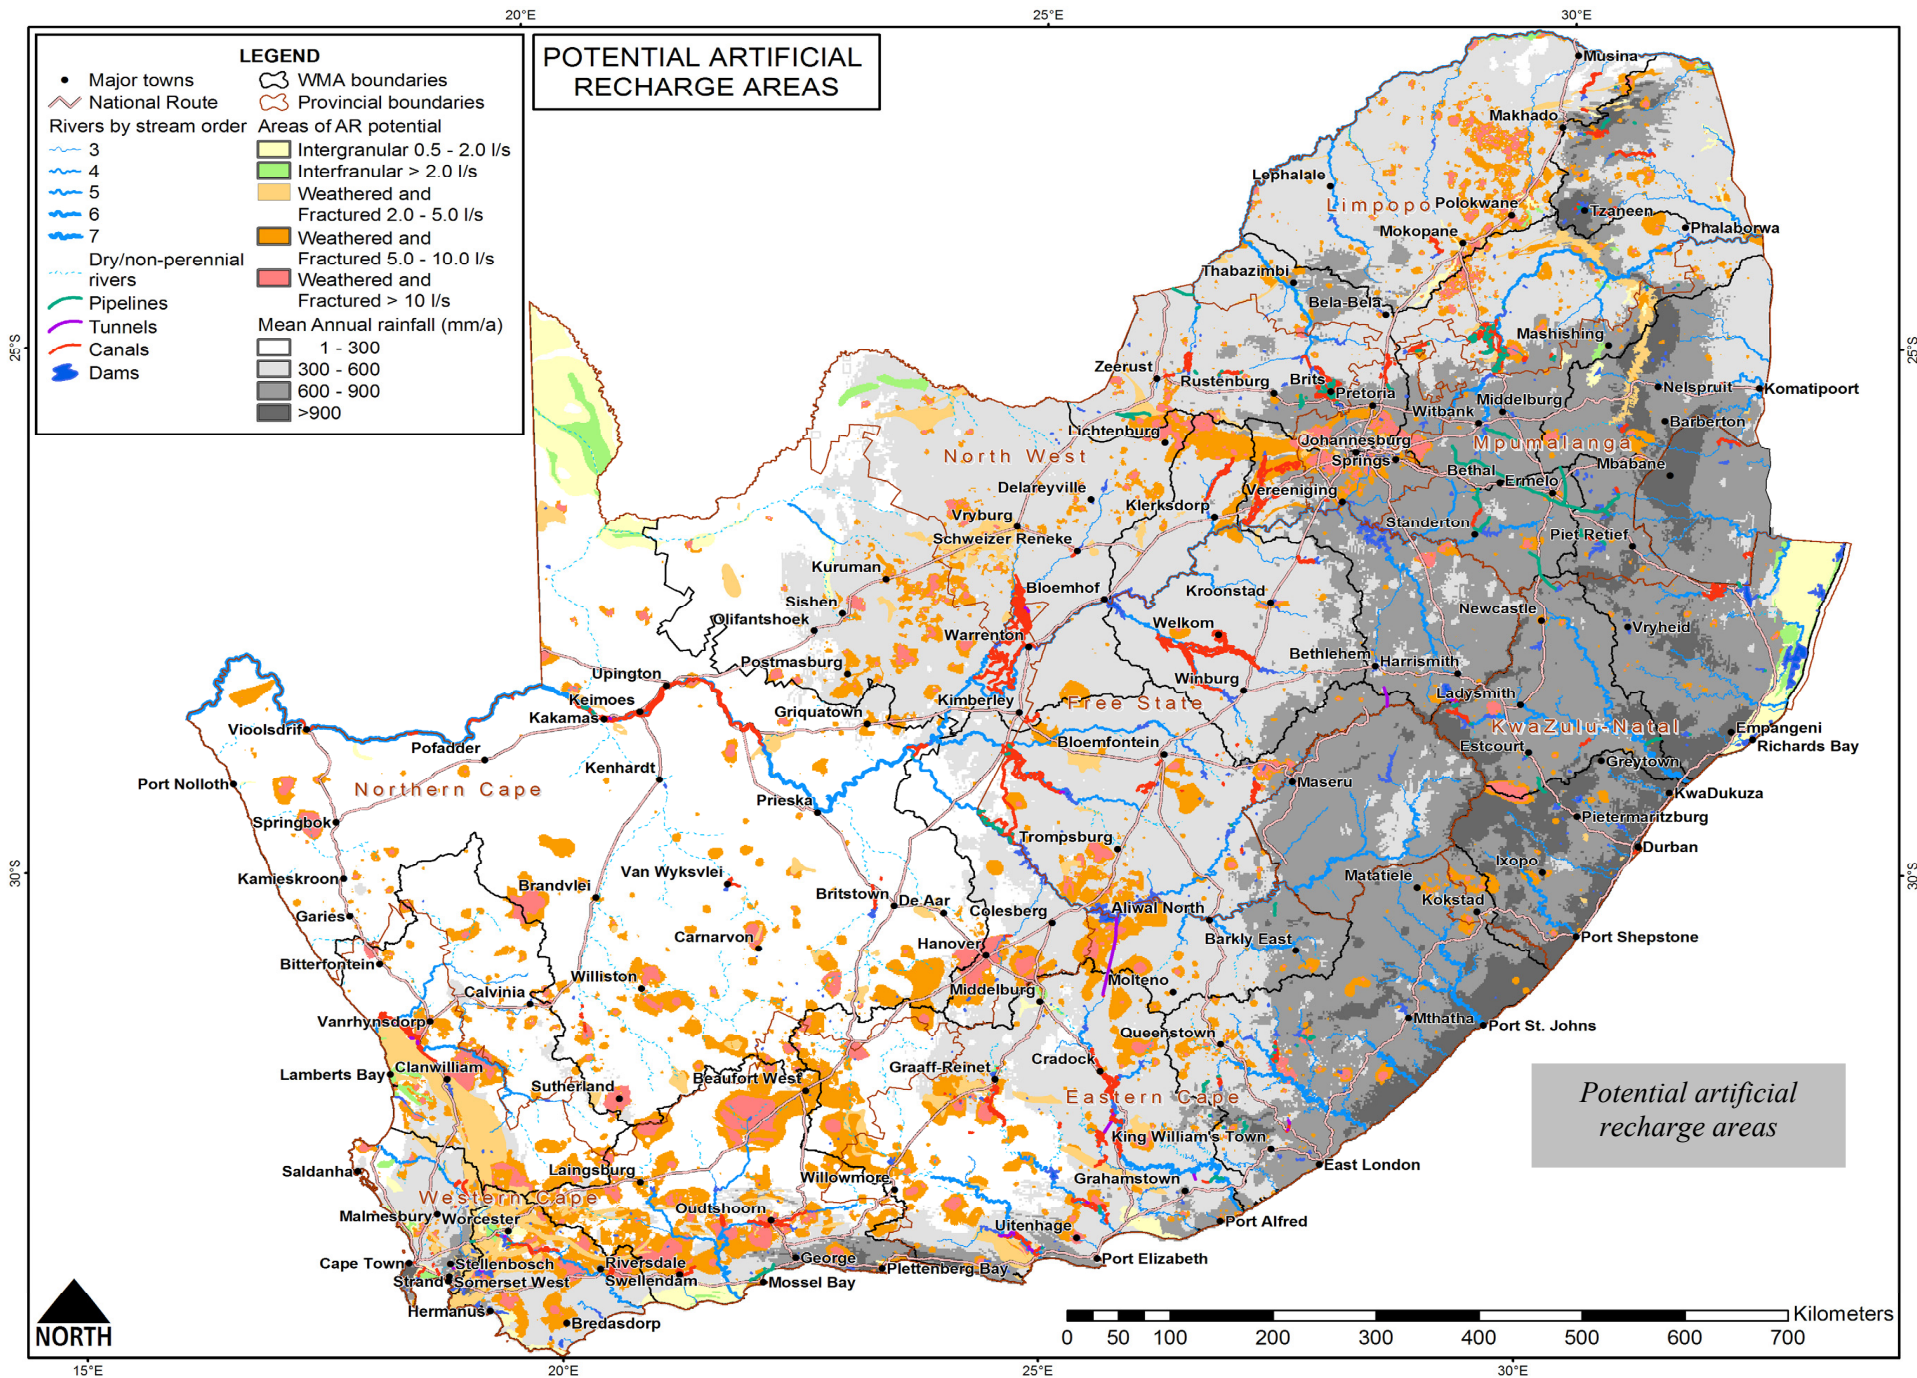 20°E
25°E
30°E
LEGEND
Major towns
National Route
Rivers by stream order
3
4
5
6
7
Dry/non-perennial
rivers
Pipelines
Tunnels
Canals
Dams
WMA boundaries
Provincial boundaries
Areas of AR potential
Intergranular 0.5 - 2.0 l/s
Interfranular > 2.0 l/s
Weathered and
Fractured 2.0 - 5.0 l/s
Weathered and
Fractured 5.0 - 10.0 l/s
Weathered and
Fractured > 10 l/s
Mean Annual rainfall (mm/a)
1 - 300
300 - 600
600 - 900
>900
POTENTIAL ARTIFICIAL
RECHARGE AREAS
Musina
Makhado
Lephalale
Limpopo
Polokwane
Tzaneen
Mokopane
Phalaborwa
Thabazimbi
Bela-Bela
Mashishing
25°S
25°S
Zeerust
Rustenburg
Brits
Pretoria
Nelspruit
Komatipoort
Middelburg
Witbank
Barberton
Lichtenburg
Johannesburg
Mpumalanga
North West
Springs
Bethal
Mbabane
Ermelo
Delareyville
Vereeniging
Klerksdorp
Vryburg
Standerton
Schweizer Reneke
Piet Retief
Kuruman
Bloemhof
Kroonstad
Sishen
Newcastle
Olifantshoek
Welkom
Vryheid
Warrenton
Bethlehem
Harrismith
Postmasburg
Upington
Winburg
Ladysmith
Keimoes
Kimberley
Free State
Kakamas
Griquatown
KwaZulu-Natal
Vioolsdrif
Empangeni
Pofadder
Bloemfontein
Estcourt
Richards Bay
Kenhardt
Greytown
Port Nolloth
Northern Cape
Maseru
KwaDukuza
Prieska
Springbok
Pietermaritzburg
Trompsburg
Durban
Ixopo
30°S
30°S
Van Wyksvlei
Kamieskroon
Brandvlei
Matatiele
Britstown
De Aar
Kokstad
Garies
Colesberg
Aliwal North
Carnarvon
Hanover
Barkly East
Port Shepstone
Bitterfontein
Williston
Molteno
Calvinia
Middelburg
Vanrhynsdorp
Mthatha
Port St. Johns
Queenstown
Cradock
Clanwilliam
Graaff-Reinet
Lamberts Bay
Sutherland
Beaufort West
Eastern Cape
Potential artificial
recharge areas
King William's Town
East London
Saldanha
Laingsburg
Willowmore
Grahamstown
Western Cape
Malmesbury
Worcester
Oudtshoorn
Uitenhage
Port Alfred
Cape Town
Stellenbosch
Riversdale
George
Port Elizabeth
Plettenberg Bay
Strand
Somerset West
Swellendam
Mossel Bay
Hermanus
Bredasdorp
NORTH
Kilometers
0 50 100 200 300 400 500 600 700
15°E
20°E
25°E
30°E